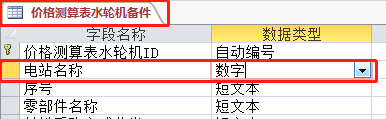 价格测算表水轮机备件
字段名称 数据类型
价格测算表水轮机ID 自动编号
电站名称 数字
序号 短文本
零部件名称 短文本